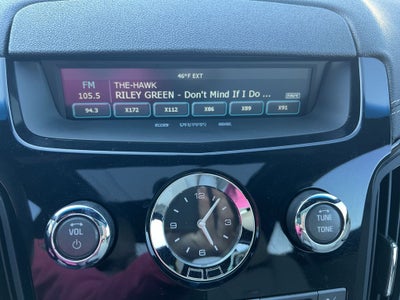 46°F EXT
FM
THE-HAWK
105.5
RILEY GREEN - Don't Mind If I Do ...
94.3 X172 X112 X86 X89 X91
12
VOL
TUNE
TONE